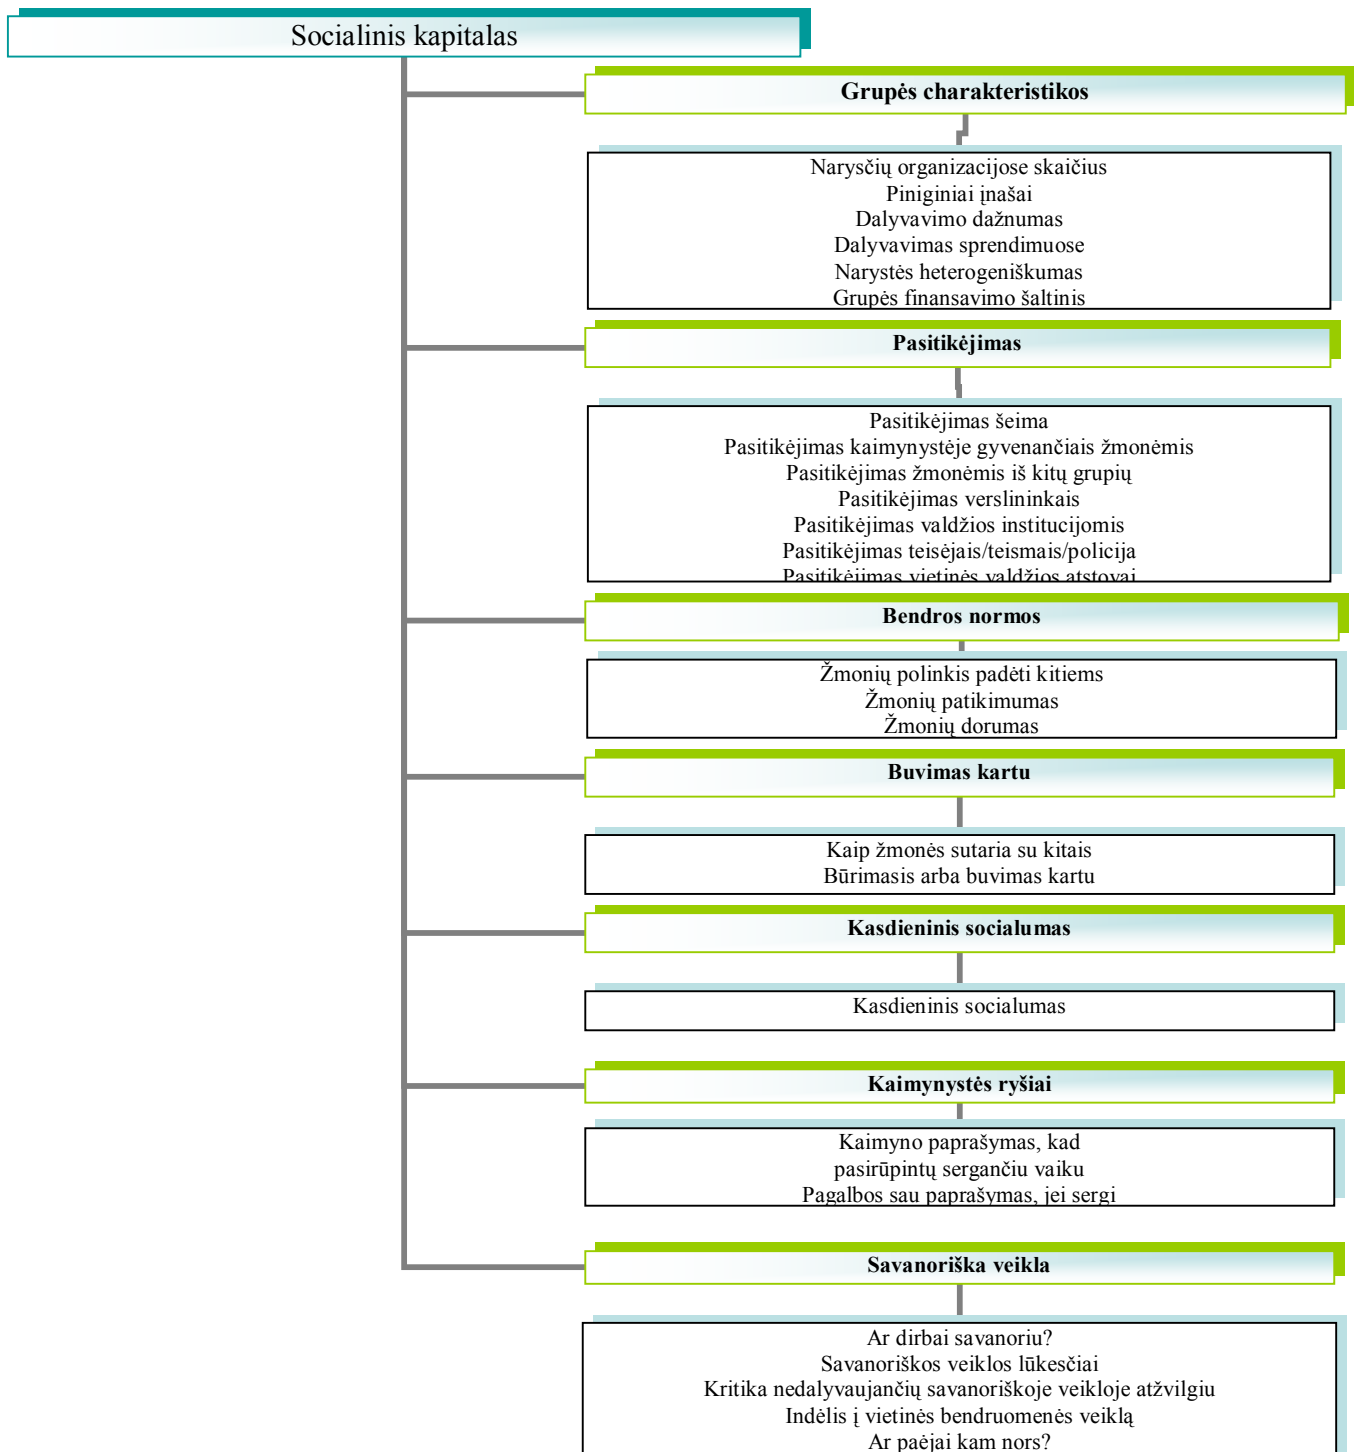 Socialinis kapitalas
Grupės charakteristikos
Narysčių organizacijose skaičius
Piniginiai įnašai
Dalyvavimo dažnumas
Dalyvavimas sprendimuose
Narystės heterogeniškumas
Grupės finansavimo šaltinis
Pasitikėjimas
Pasitikėjimas šeima
Pasitikėjimas kaimynystėje gyvenančiais žmonėmis
Pasitikėjimas žmonėmis iš kitų grupių
Pasitikėjimas verslininkais
Pasitikėjimas valdžios institucijomis
Pasitikėjimas teisėjais/teismais/policija
Pasitikėjimas vietinės valdžios atstovai
Bendros normos
Žmonių polinkis padėti kitiems
Žmonių patikimumas
Žmonių dorumas
Buvimas kartu
Kaip žmonės sutaria su kitais
Būrimasis arba buvimas kartu
Kasdieninis socialumas
Kasdieninis socialumas
Kaimynystės ryšiai
Kaimyno paprašymas, kad
pasirūpintų sergančiu vaiku
Pagalbos sau paprašymas, jei sergi
Savanoriška veikla
Ar dirbai savanoriu?
Savanoriškos veiklos lūkesčiai
Kritika nedalyvaujančių savanoriškoje veikloje atžvilgiu
Indėlis į vietinės bendruomenės veiklą
Ar paėjai kam nors?